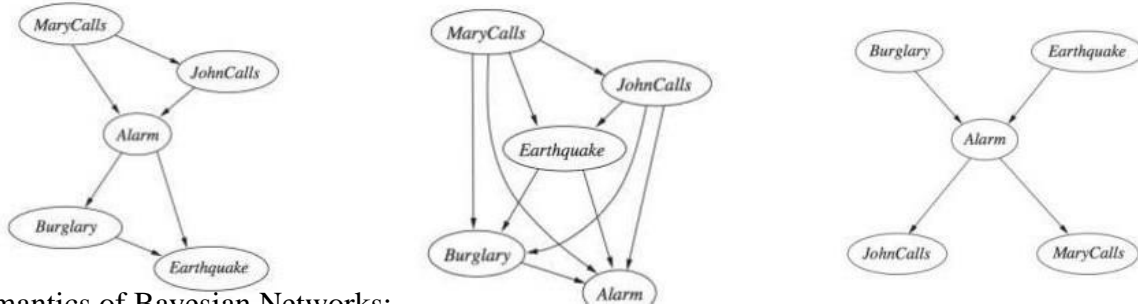 MaryCalls
JohnCalls
Alarm
Burglary
Earthquake
MaryCalls
JohnCalls
Earthquake
Burglary
Alarm
Burglary
Earthquake
Alarm
JohnCalls
MaryCalls
mantics of Bayesian Networks: